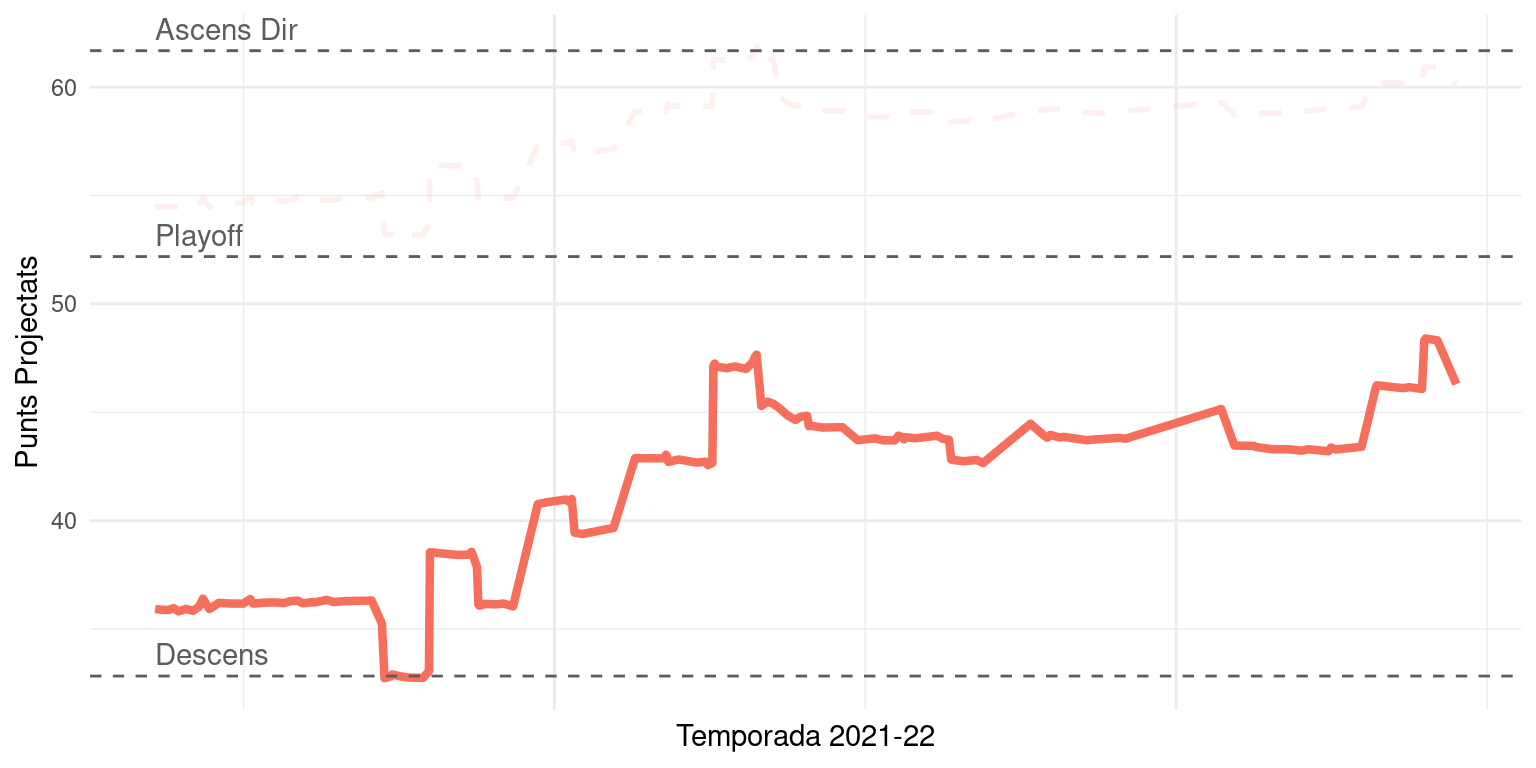 Ascens Dir
60
Playoff
50
Punts Projectats
40
Descens
Temporada 2021-22